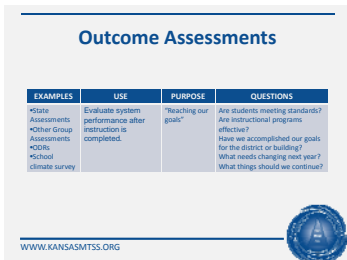 Outcome Assessments
EXAMPLES USE PURPOSE QUESTIONS
•State
Assessments
•Other Group
Assessments
•ODRs
•School
climate survey
Evaluate system
performance after
instruction is
completed.
"Reaching our
goals"
Are students meeting standards?
Are instructional programs
effective?
Have we accomplished our goals
for the district or building?
What needs changing next year?
What things should we continue?
WWW.KANSASMTSS.ORG